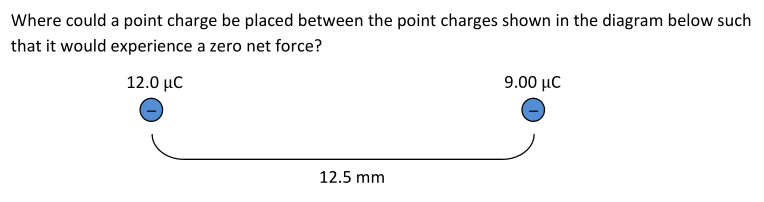 Where could a point charge be placed between the point charges shown in the diagram below such
that it would experience a zero net force?
12.0 μC 9.00 μC
− −
12.5 mm